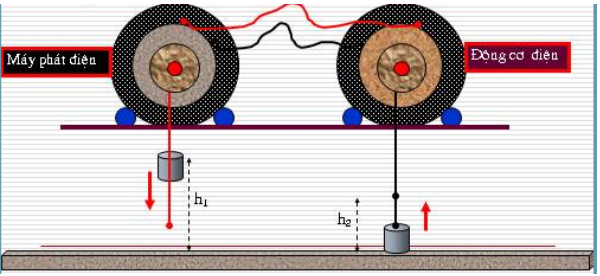 Máy phát điện
Động cơ điện
h₁
h₂